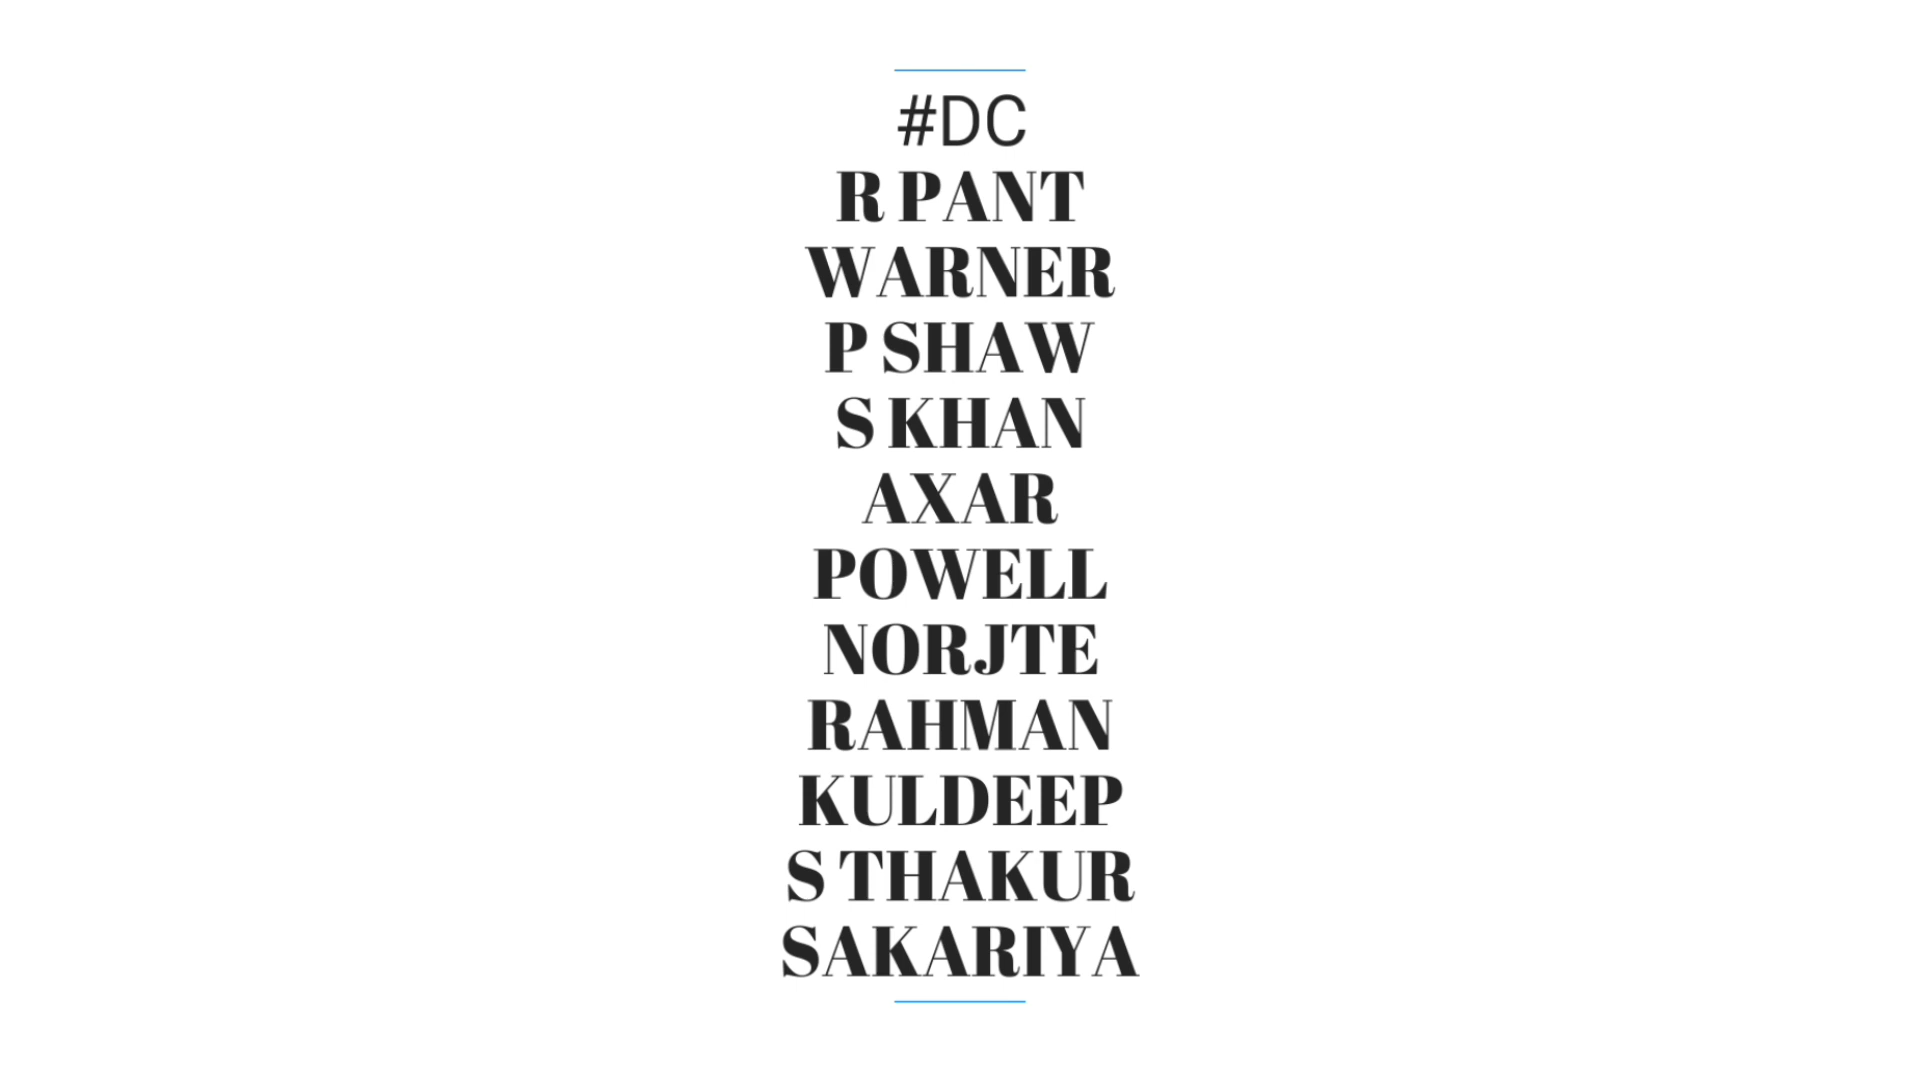 #DC
R PANT
WARNER
P SHAW
S KHAN
AXAR
POWELL
NORJTE
RAHMAN
KULDEEP
S THAKUR
SAKARIYA